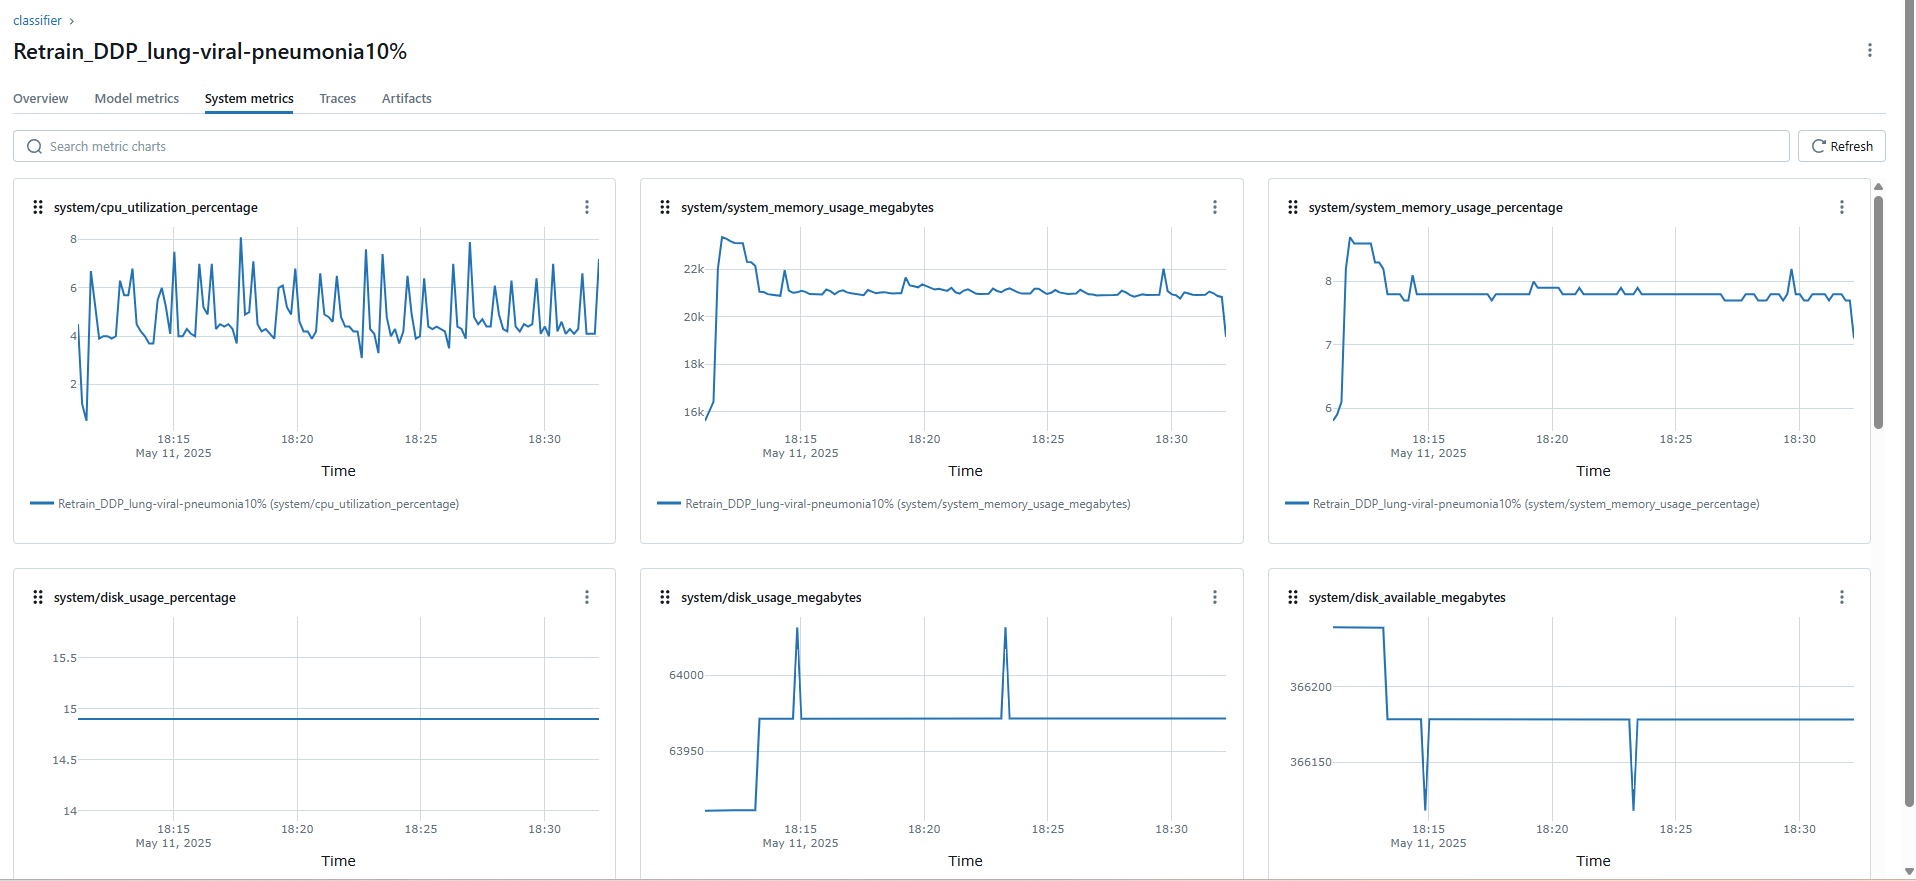 classifier ›
Retrain_DDP_lung-viral-pneumonia10%
Overview Model metrics System metrics Traces Artifacts
Search metric charts
Refresh
system/cpu_utilization_percentage
8
6
4
2
18:15 18:20 18:25 18:30
May 11, 2025
Time
Retrain_DDP_lung-viral-pneumonia10% (system/cpu_utilization_percentage)
system/system_memory_usage_megabytes
22k
20k
18k
16k
18:15 18:20 18:25 18:30
May 11, 2025
Time
Retrain_DDP_lung-viral-pneumonia10% (system/system_memory_usage_megabytes)
system/system_memory_usage_percentage
8
7
6
18:15 18:20 18:25 18:30
May 11, 2025
Time
Retrain_DDP_lung-viral-pneumonia10% (system/system_memory_usage_percentage)
system/disk_usage_percentage
15.5
15
14.5
14
18:15 18:20 18:25 18:30
May 11, 2025
Time
system/disk_usage_megabytes
64000
63950
18:15 18:20 18:25 18:30
May 11, 2025
Time
system/disk_available_megabytes
366200
366150
18:15 18:20 18:25 18:30
May 11, 2025
Time